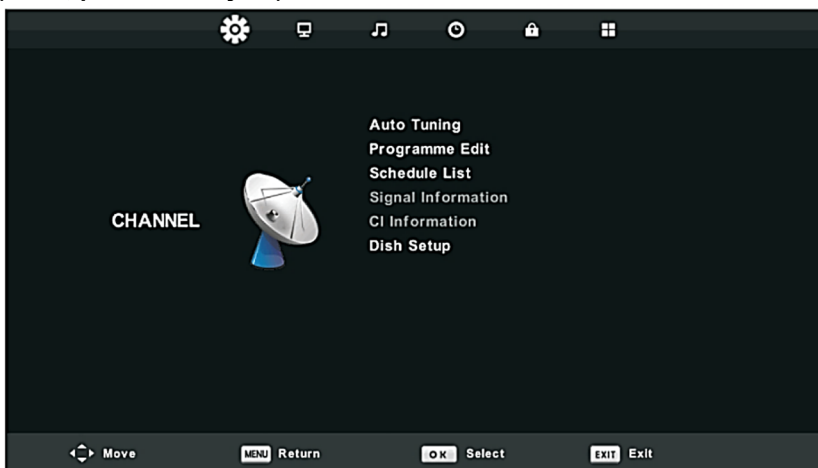 Auto Tuning
Programme Edit
Schedule List
Signal Information
CHANNEL
CI Information
Dish Setup
Move MENU Return OK Select EXIT Exit